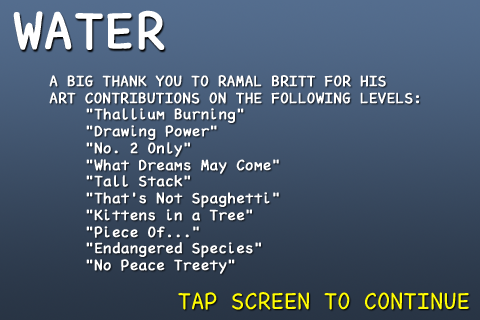 WATER
A BIG THANK YOU TO RAMAL BRITT FOR HIS
ART CONTRIBUTIONS ON THE FOLLOWING LEVELS:
"Thallium Burning"
"Drawing Power"
"No. 2 Only"
"What Dreams May Come"
"Tall Stack"
"That's Not Spaghetti"
"Kittens in a Tree"
"Piece Of..."
"Endangered Species"
"No Peace Treety"
TAP SCREEN TO CONTINUE